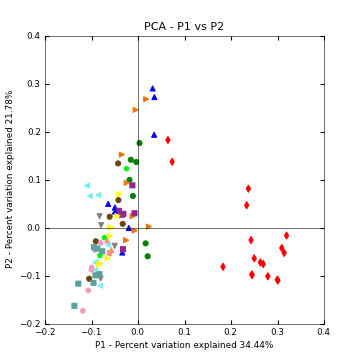 PCA - P1 vs P2
P2 - Percent variation explained 21.78%
0.4
0.3
0.2
0.1
0.0
−0.1
−0.2
−0.2 −0.1 0.0 0.1 0.2 0.3 0.4
P1 - Percent variation explained 34.44%